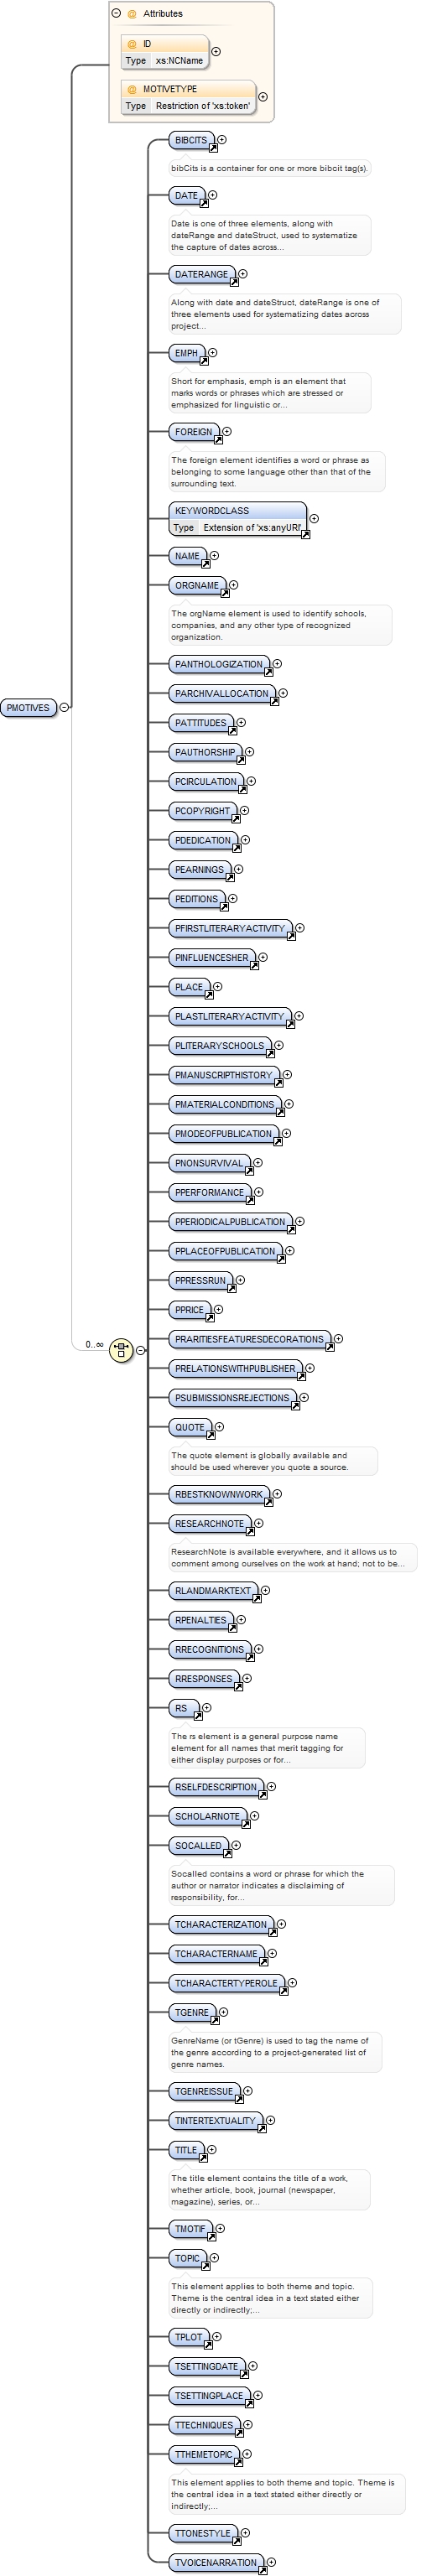 Attributes
ID
Type xs:NCName
MOTIVETYPE
Type Restriction of 'xs:token'
BIBCITS
bibCits is a container for one or more bibcit tag(s).
DATE
Date is one of three elements, along with
dateRange and dateStruct, used to systematize
the capture of dates across...
DATERANGE
Along with date and dateStruct, dateRange is one of
three elements used for systematizing dates across
project...
EMPH
Short for emphasis, emph is an element that
marks words or phrases which are stressed or
emphasized for linguistic or...
FOREIGN
The foreign element identifies a word or phrase as
belonging to some language other than that of the
surrounding text.
KEYWORDCLASS
Type Extension of 'xs:anyURI'
NAME
ORGNAME
The orgName element is used to identify schools,
companies, and any other type of recognized
organization.
PANTHOLOGIZATION
PARCHIVALLOCATION
PMOTIVES
PATTITUDES
PAUTHORSHIP
PCIRCULATION
PCOPYRIGHT
PDEDICATION
PEARNINGS
PEDITIONS
PFIRSTLITERARYACTIVITY
PINFLUENCESHER
PLACE
PLASTLITERARYACTIVITY
PLITERARYSCHOOLS
PMANUSCRIPTHISTORY
PMATERIALCONDITIONS
PMODEOFPUBLICATION
PNONSURVIVAL
PPERFORMANCE
PPERIODICALPUBLICATION
PPLACEOFPUBLICATION
PPRESSRUN
PPRICE
PRARITIESFEATURESDECORATIONS
0..∞
PRELATIONSWITHPUBLISHER
PSUBMISSIONSREJECTIONS
QUOTE
The quote element is globally available and
should be used wherever you quote a source.
RBESTKNOWNWORK
RESEARCHNOTE
ResearchNote is available everywhere, and it allows us to
comment among ourselves on the work at hand; not to be...
RLANDMARKTEXT
RPENALTIES
RRECOGNITIONS
RRESPONSES
RS
The rs element is a general purpose name
element for all names that merit tagging for
either display purposes or for...
RSELFDESCRIPTION
SCHOLARNOTE
SOCALLED
Socalled contains a word or phrase for which the
author or narrator indicates a disclaiming of
responsibility, for...
TCHARACTERIZATION
TCHARACTERNAME
TCHARACTERTYPEROLE
TGENRE
GenreName (or tGenre) is used to tag the name of
the genre according to a project-generated list of
genre names.
TGENREISSUE
TINTERTEXTUALITY
TITLE
The title element contains the title of a work,
whether article, book, journal (newspaper,
magazine), series, or...
TMOTIF
TOPIC
This element applies to both theme and topic.
Theme is the central idea in a text stated either
directly or indirectly;...
TPLOT
TSETTINGDATE
TSETTINGPLACE
TTECHNIQUES
TTHEMETOPIC
This element applies to both theme and topic. Theme is
the central idea in a text stated either directly or
indirectly;...
TTONESTYLE
TVOICENARRATION